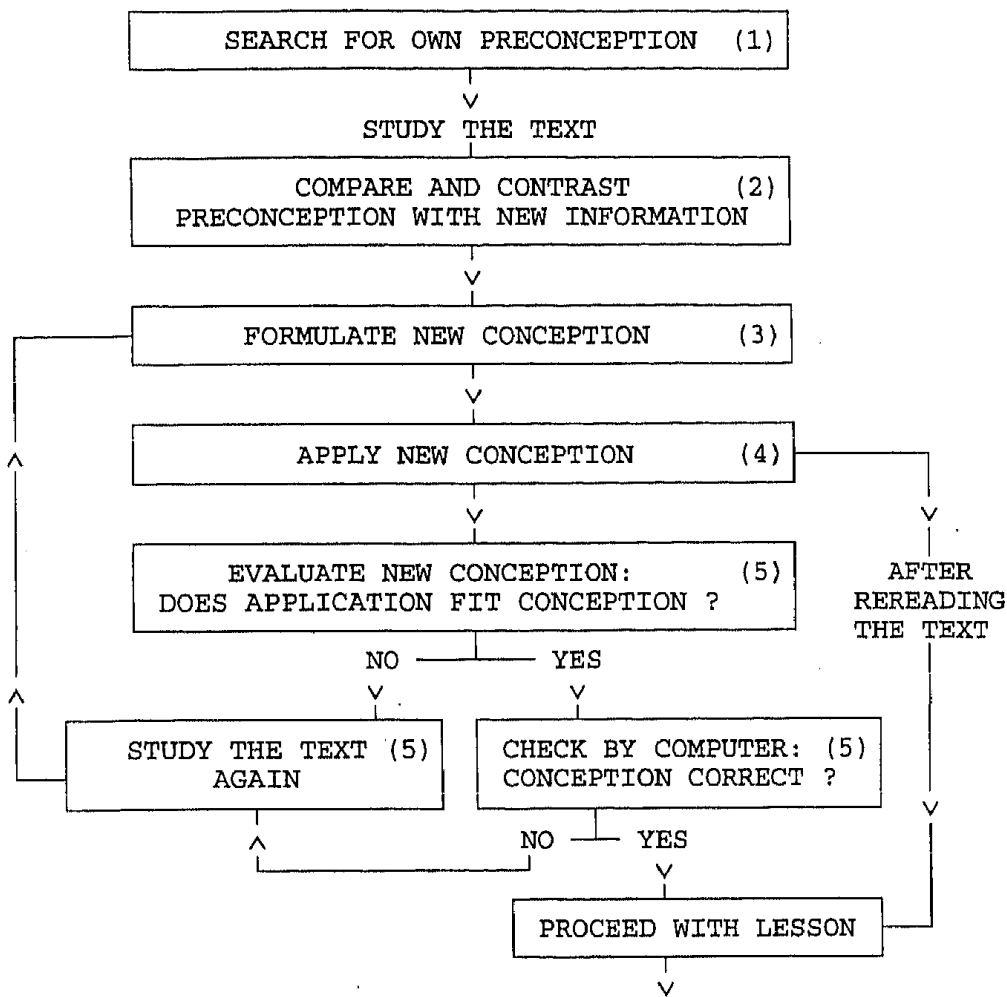 SEARCH FOR OWN PRECONCEPTION (1)
STUDY THE TEXT
COMPARE AND CONTRAST (2)
PRECONCEPTION WITH NEW INFORMATION
FORMULATE NEW CONCEPTION (3)
APPLY NEW CONCEPTION (4)
EVALUATE NEW CONCEPTION: (5)
DOES APPLICATION FIT CONCEPTION ?
AFTER
REREADING
THE TEXT
NO YES
STUDY THE TEXT (5)
AGAIN
CHECK BY COMPUTER: (5)
CONCEPTION CORRECT ?
NO YES
PROCEED WITH LESSON